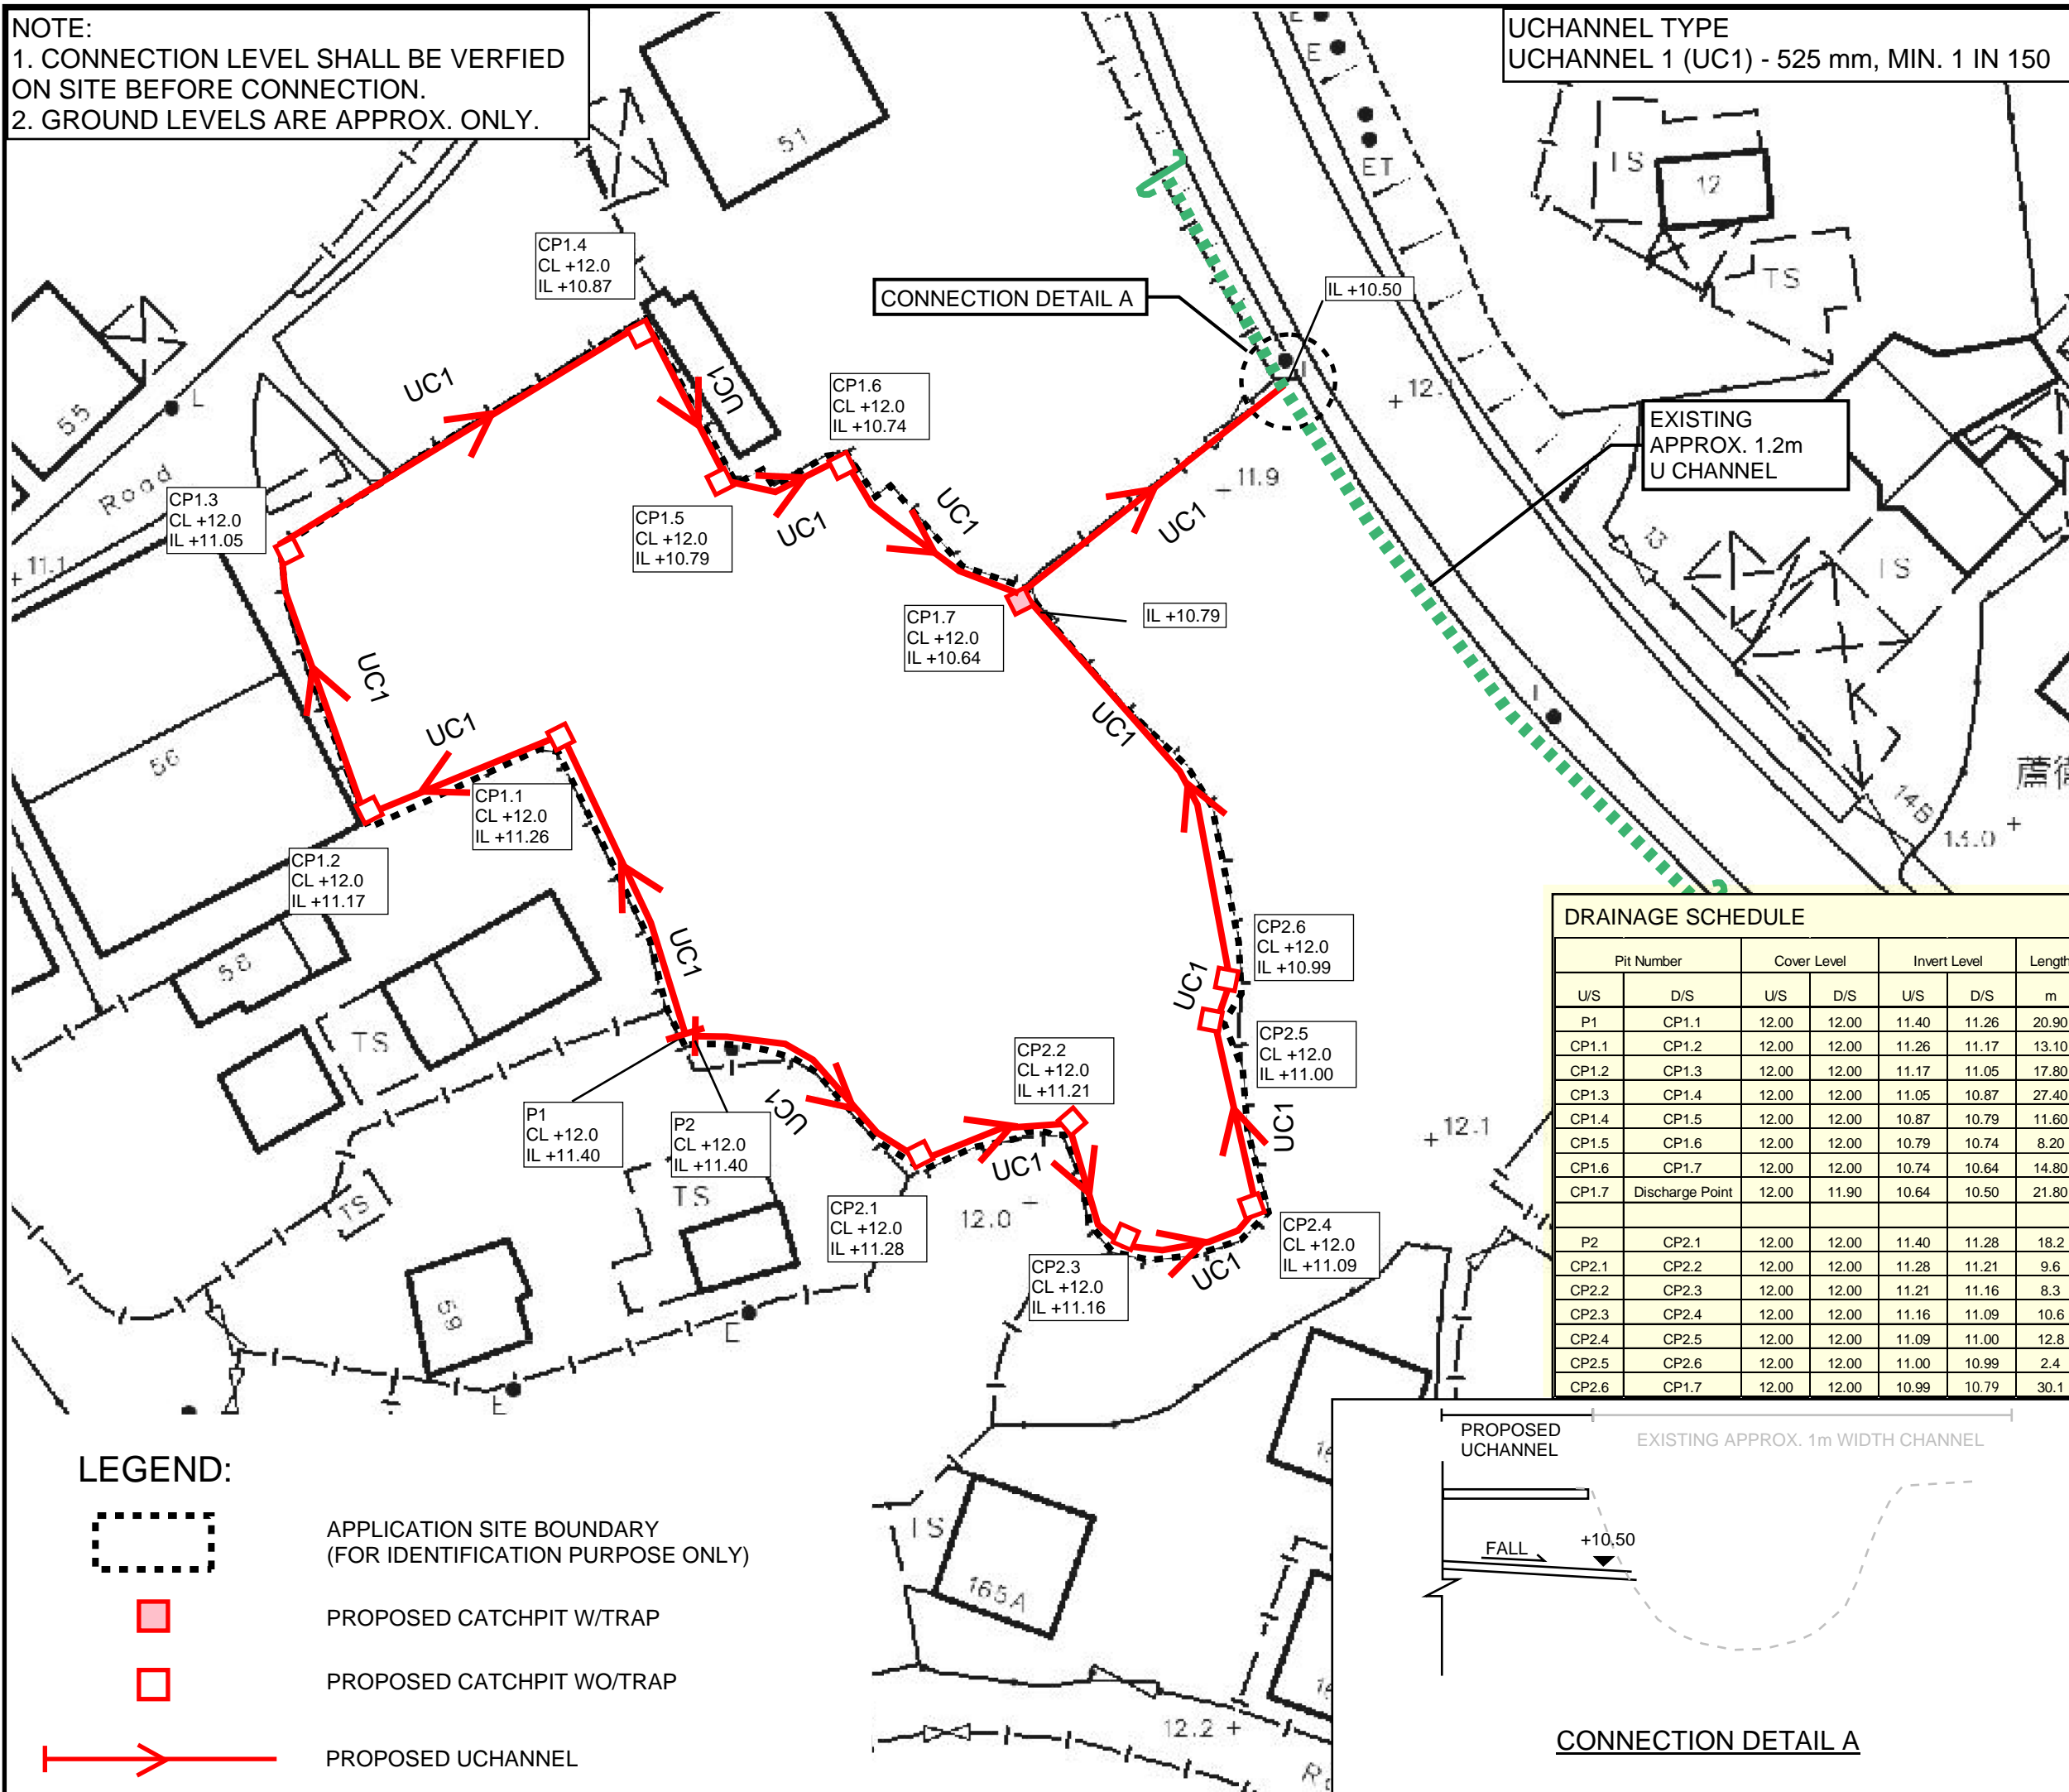 NOTE:
1. CONNECTION LEVEL SHALL BE VERFIED
ON SITE BEFORE CONNECTION.
2. GROUND LEVELS ARE APPROX. ONLY.
UCHANNEL TYPE
UCHANNEL 1 (UC1) - 525 mm, MIN. 1 IN 150
51
E
E
ET
TS
12
TS
CP1.4
CL +12.0
IL +10.87
CONNECTION DETAIL A
IL +10.50
UC1
UC1
CP1.6
CL +12.0
IL +10.74
+ 12.1
EXISTING
APPROX. 1.2m
U CHANNEL
55
L
Road
CP1.3
CL +12.0
IL +11.05
+ 11.1
CP1.5
CL +12.0
IL +10.79
UC1
UC1
UC1
+ 11.9
TS
CP1.7
CL +12.0
IL +10.64
IL +10.79
UC1
UC1
UC1
56
CP1.1
CL +12.0
IL +11.26
14B
13.0 +
CP1.2
CL +12.0
IL +11.17
58
TS
UC1
CP2.6
CL +12.0
IL +10.99
UC1
CP2.5
CL +12.0
IL +11.00
CP2.2
CL +12.0
IL +11.21
UC1
P1
CL +12.0
IL +11.40
P2
CL +12.0
IL +11.40
UC1
UC1
+ 12.1
TS
TS
CP2.1
CL +12.0
IL +11.28
12.0
CP2.3
CL +12.0
IL +11.16
UC1
CP2.4
CL +12.0
IL +11.09
59
E
E
DRAINAGE SCHEDULE
Pit Number Cover Level Invert Level Length
U/S D/S U/S D/S U/S D/S m
P1 CP1.1 12.00 12.00 11.40 11.26 20.90
CP1.1 CP1.2 12.00 12.00 11.26 11.17 13.10
CP1.2 CP1.3 12.00 12.00 11.17 11.05 17.80
CP1.3 CP1.4 12.00 12.00 11.05 10.87 27.40
CP1.4 CP1.5 12.00 12.00 10.87 10.79 11.60
CP1.5 CP1.6 12.00 12.00 10.79 10.74 8.20
CP1.6 CP1.7 12.00 12.00 10.74 10.64 14.80
CP1.7 Discharge Point 12.00 11.90 10.64 10.50 21.80
P2 CP2.1 12.00 12.00 11.40 11.28 18.2
CP2.1 CP2.2 12.00 12.00 11.28 11.21 9.6
CP2.2 CP2.3 12.00 12.00 11.21 11.16 8.3
CP2.3 CP2.4 12.00 12.00 11.16 11.09 10.6
CP2.4 CP2.5 12.00 12.00 11.09 11.00 12.8
CP2.5 CP2.6 12.00 12.00 11.00 10.99 2.4
CP2.6 CP1.7 12.00 12.00 10.99 10.79 30.1
PROPOSED
UCHANNEL
EXISTING APPROX. 1m WIDTH CHANNEL
FALL
+10.50
CONNECTION DETAIL A
TS
165A
12.2 +
LEGEND:
APPLICATION SITE BOUNDARY
(FOR IDENTIFICATION PURPOSE ONLY)
PROPOSED CATCHPIT W/TRAP
PROPOSED CATCHPIT WO/TRAP
PROPOSED UCHANNEL